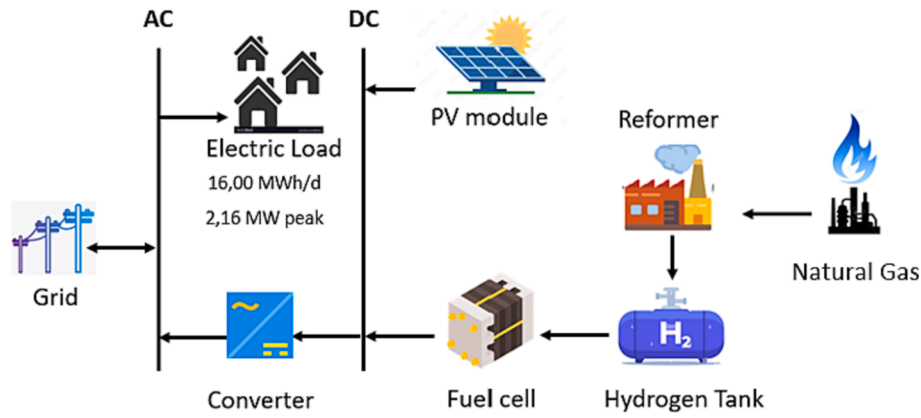 AC
DC
Electric Load
16,00 MWh/d
2,16 MW peak
PV module
Reformer
Natural Gas
Grid
Converter
Fuel cell
H2
Hydrogen Tank